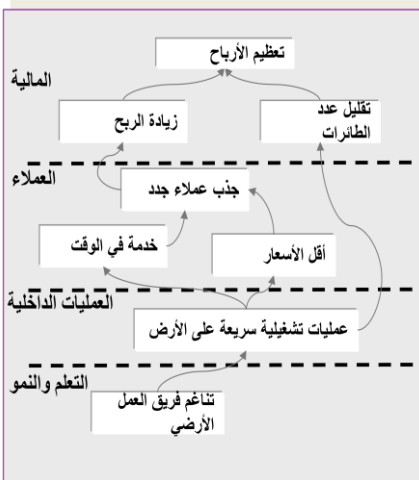 تعظيم الأرباح
المالية
تقليل عدد
الطائرات
زيادة الربح
العملاء
جذب عملاء جدد
أقل الأسعار
خدمة في الوقت
العمليات الداخلية
عمليات تشغيلية سريعة على الأرض
التعلم والنمو
تناغم فريق العمل
الأرضي